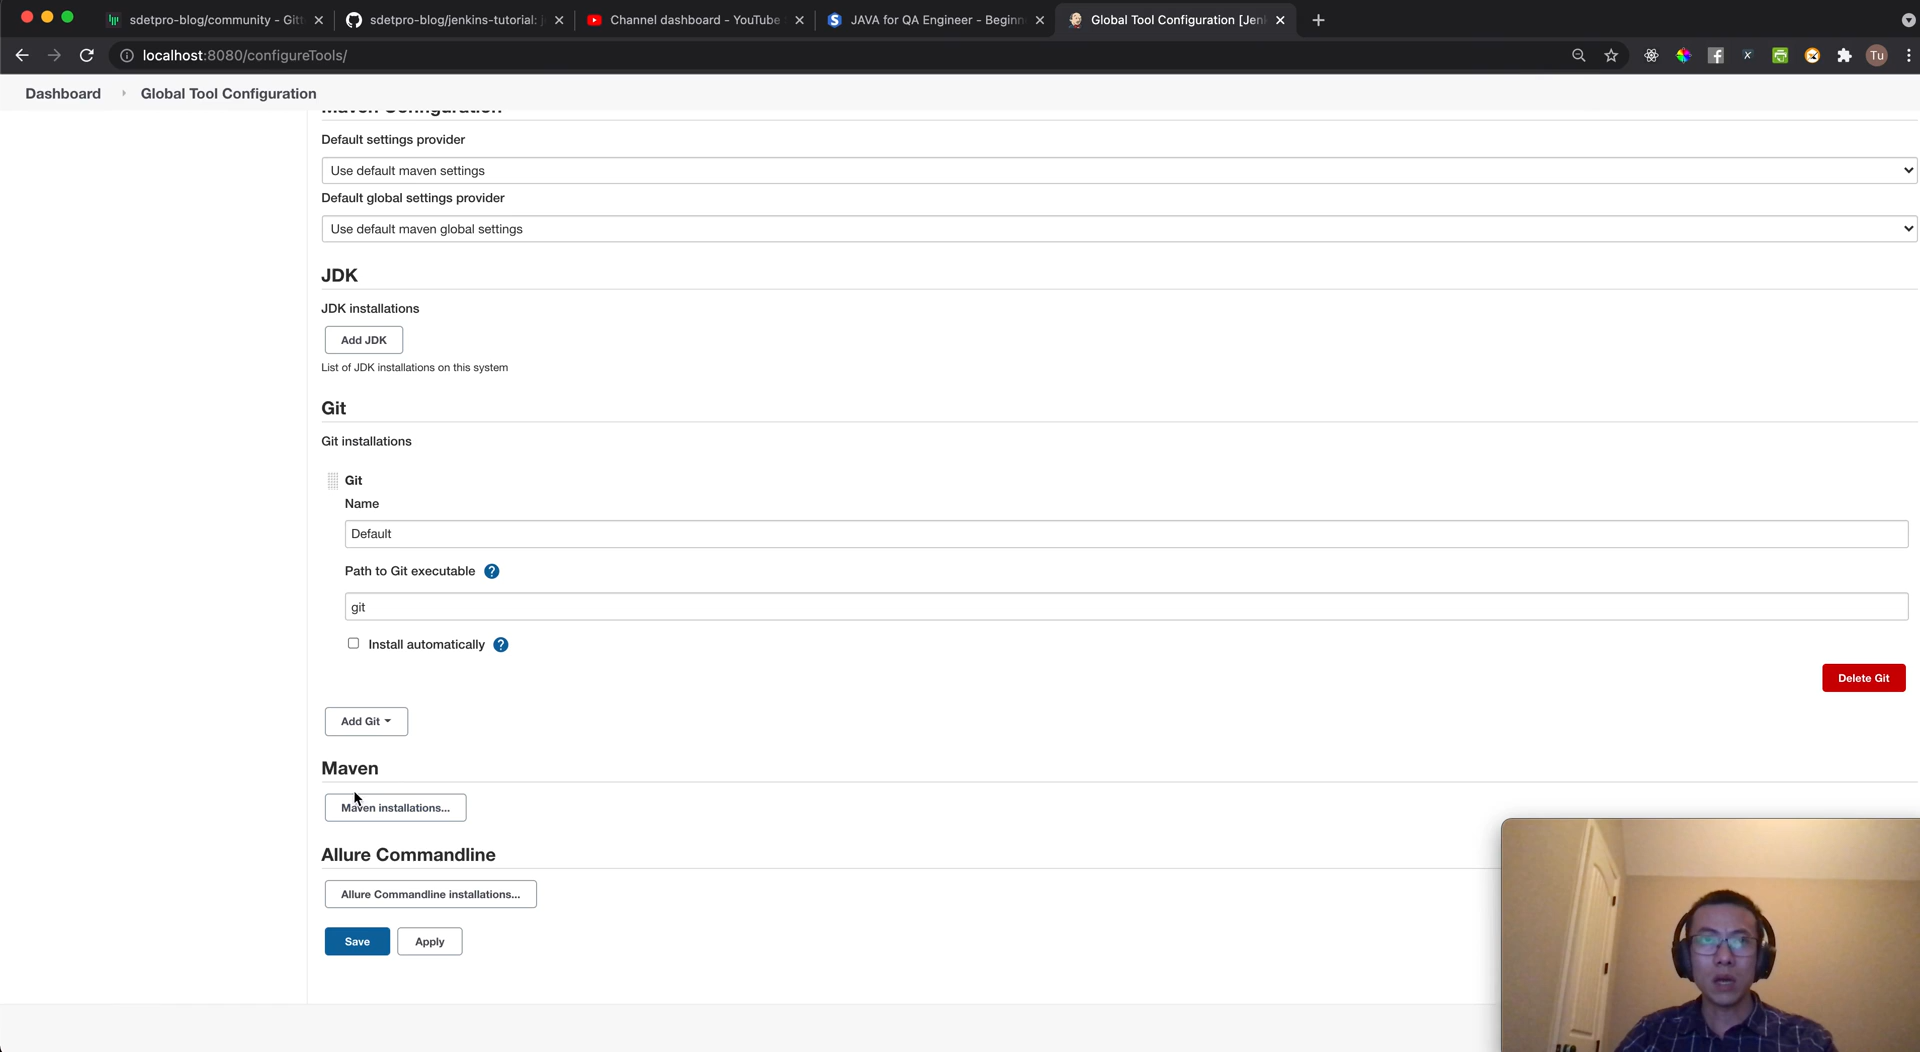 sdetpro-blog/community - Gitt
sdetpro-blog/jenkins-tutorial: j
Channel dashboard - YouTube
JAVA for QA Engineer - Beginn
Global Tool Configuration [Jen
localhost:8080/configureTools/
Tu
Dashboard
Global Tool Configuration
Maven Configuration
Default settings provider
Use default maven settings
Default global settings provider
Use default maven global settings
JDK
JDK installations
Add JDK
List of JDK installations on this system
Git
Git installations
Git
Name
Default
Path to Git executable ?
git
Install automatically ?
Delete Git
Add Git
Maven
Maven installations...
Allure Commandline
Allure Commandline installations...
Save Apply